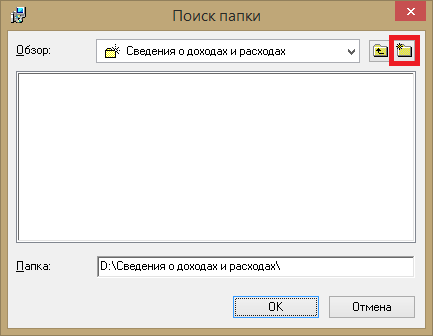 Поиск папки
Обзор: Сведения о доходах и расходах
Папка: D:\Сведения о доходах и расходах\
OK Отмена